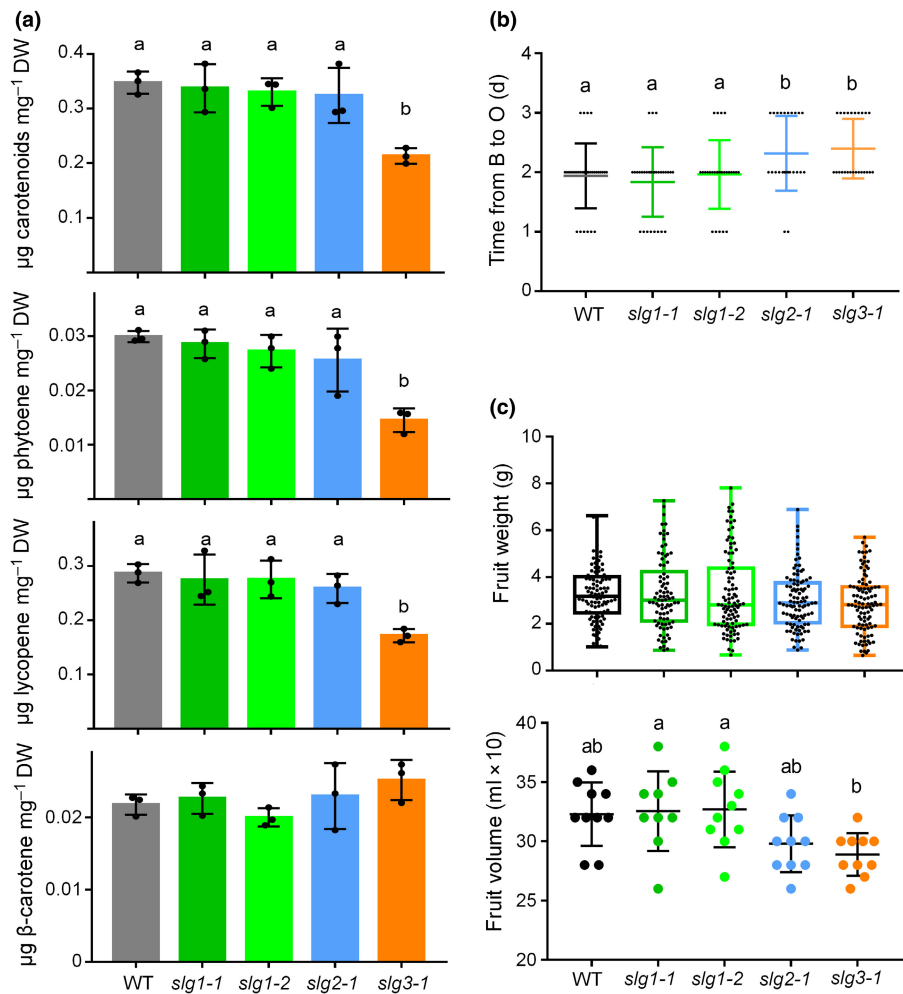 (a)
µg carotenoids mg−1 DW
0.4
0.3
0.2
0.1
a a a a b
µg phytoene mg−1 DW
0.03
0.02
0.01
a a a a b
µg lycopene mg−1 DW
0.3
0.2
0.1
a a a a b
µg β-carotene mg−1 DW
0.02
0.01
0
WT slg1-1 slg1-2 slg2-1 slg3-1
(b)
Time from B to O (d)
4
3
2
1
0
a a a b b
WT slg1-1 slg1-2 slg2-1 slg3-1
(c)
Fruit weight (g)
10
8
6
4
2
0
Fruit volume (ml × 10)
40
35
30
25
20
ab a a ab b
WT slg1-1 slg1-2 slg2-1 slg3-1